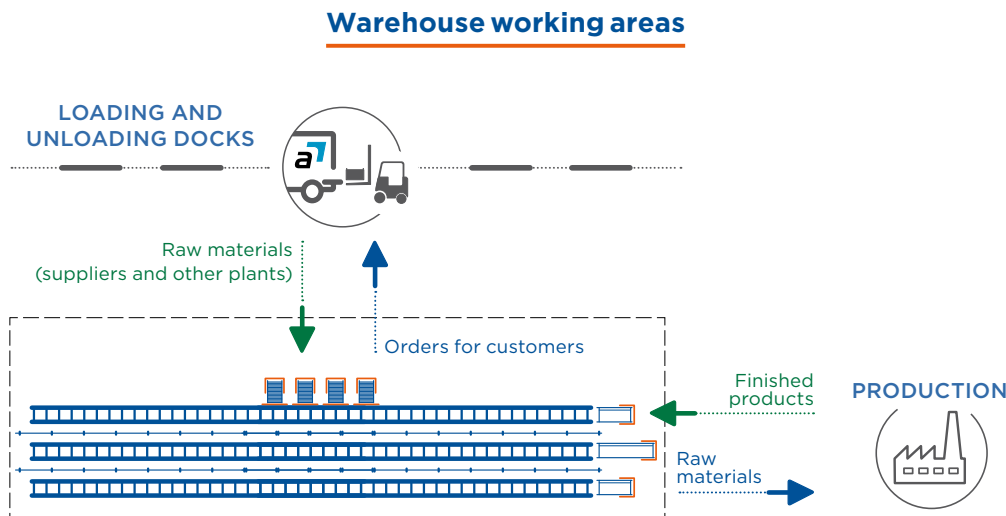 Warehouse working areas
LOADING AND
UNLOADING DOCKS
a
Raw materials
(suppliers and other plants)
Orders for customers
Finished
products
PRODUCTION
Raw
materials